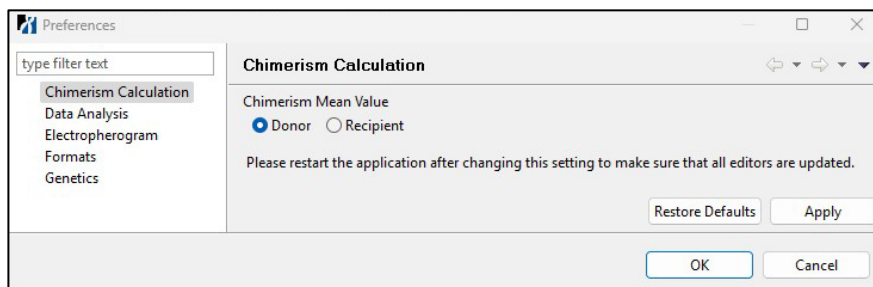 Preferences
type filter text
Chimerism Calculation
Data Analysis
Electropherogram
Formats
Genetics
Chimerism Calculation
Chimerism Mean Value
Donor Recipient
Please restart the application after changing this setting to make sure that all editors are updated.
Restore Defaults Apply
OK Cancel